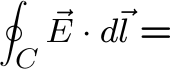 ∮_C E⃗ · dl⃗ =